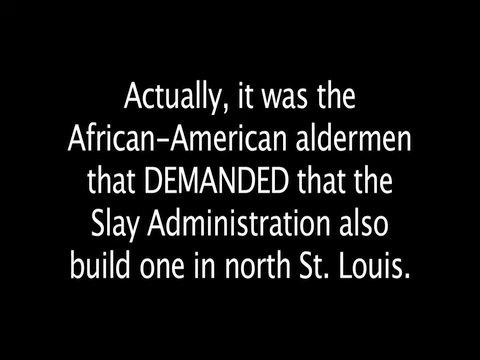 Actually, it was the
African-American aldermen
that DEMANDED that the
Slay Administration also
build one in north St. Louis.